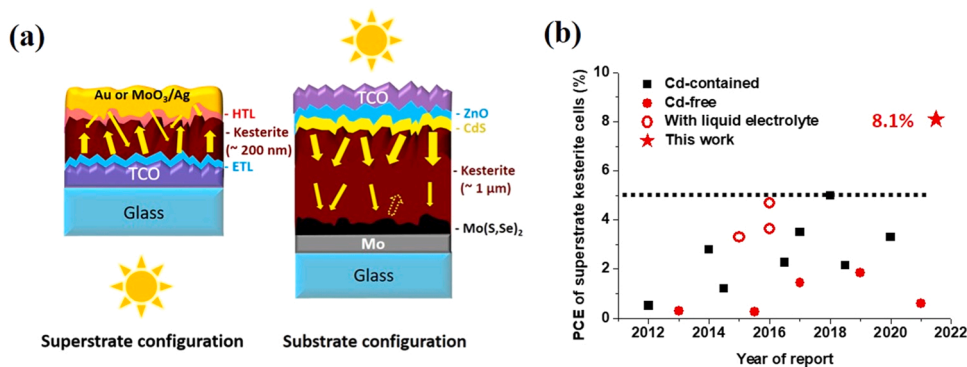 (a)
Au or MoO3/Ag
HTL
Kesterite
(~ 200 nm)
ETL
TCO
Glass
Superstrate configuration
TCO
ZnO
CdS
Kesterite
(~ 1 μm)
Mo(S,Se)2
Mo
Glass
Substrate configuration
(b)
PCE of superstrate kesterite cells (%)
10
8
6
4
2
0
Cd-contained
Cd-free
With liquid electrolyte
This work
8.1%
2012 2014 2016 2018 2020 2022
Year of report